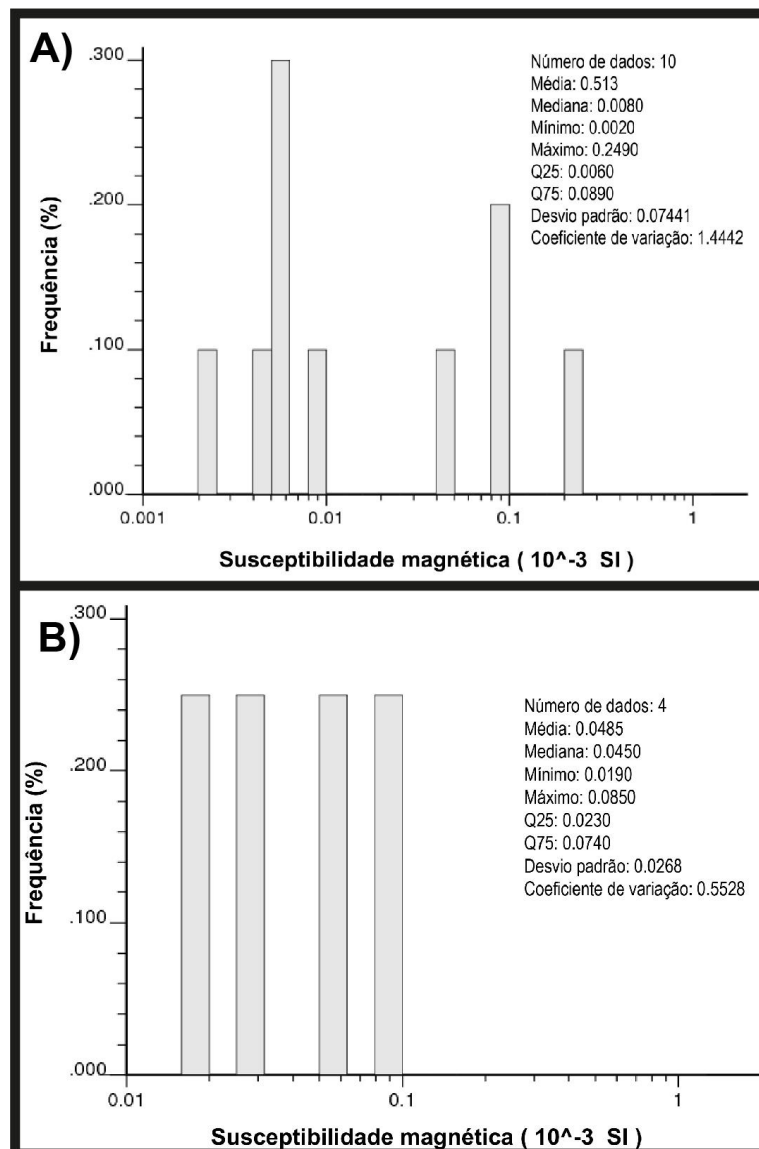 A)
Número de dados: 10
Média: 0.513
Mediana: 0.0080
Mínimo: 0.0020
Máximo: 0.2490
Q25: 0.0060
Q75: 0.0890
Desvio padrão: 0.07441
Coeficiente de variação: 1.4442
Frequência (%)
.300
.200
.100
.000
0.001 0.01 0.1 1
Susceptibilidade magnética ( 10^-3 SI )
B)
Número de dados: 4
Média: 0.0485
Mediana: 0.0450
Mínimo: 0.0190
Máximo: 0.0850
Q25: 0.0230
Q75: 0.0740
Desvio padrão: 0.0268
Coeficiente de variação: 0.5528
Frequência (%)
.300
.200
.100
.000
0.01 0.1 1
Susceptibilidade magnética ( 10^-3 SI )